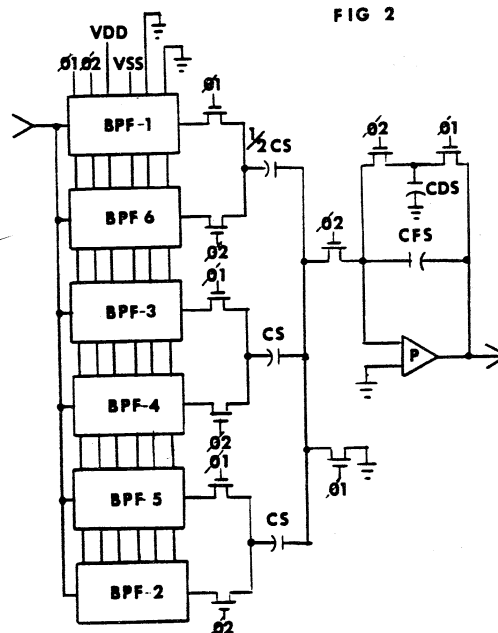 FIG 2
VDD
Ø1 Ø2 VSS
BPF-1
Ø1
1/2 CS
Ø2 Ø1
CDS
BPF 6
Ø2
Ø2
CFS
Ø1
BPF-3
CS
P
BPF-4
Ø2
Ø1
BPF-5
Ø1
CS
BPF-2
Ø2